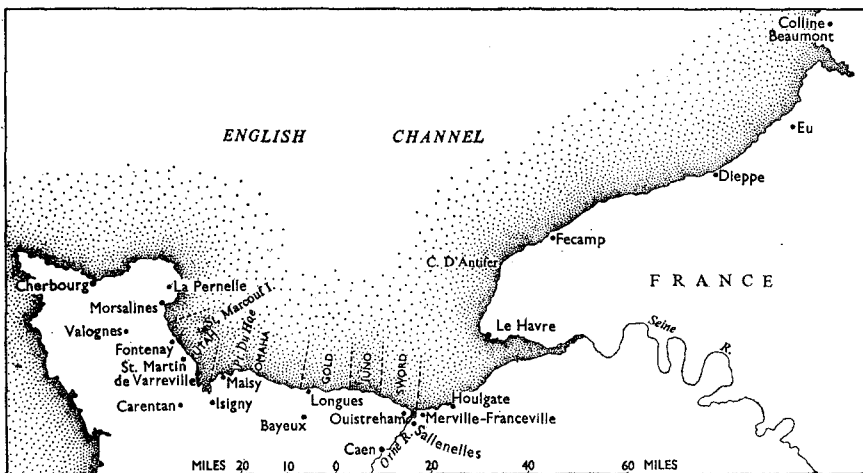 Colline
Beaumont
ENGLISH CHANNEL
Eu
Dieppe
Fecamp
C. D'Antifer
FRANCE
Cherbourg
La Pernelle
Marcouf I.
Morsalines
Valognes
UTAH
Pt Du Hoe
OMAHA
Le Havre
Seine R.
Fontenay
St. Martin
de Varreville
Maisy
GOLD
JUNO
SWORD
Houlgate
Carentan
Isigny
Longues
Ouistreham
Merville-Franceville
Bayeux
Sallenelles
Caen
Orne R.
MILES 20 10 0 20 40 60 MILES